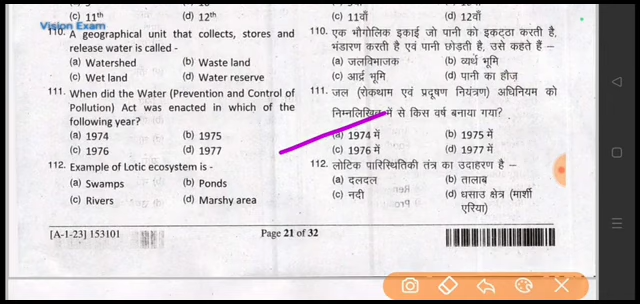 (c) 11th (d) 12th
Vision Exam
110. A geographical unit that collects, stores and
release water is called -
(a) Watershed (b) Waste land
(c) Wet land (d) Water reserve
111. When did the Water (Prevention and Control of
Pollution) Act was enacted in which of the
following year?
(a) 1974 (b) 1975
(c) 1976 (d) 1977
112. Example of Lotic ecosystem is -
(a) Swamps (b) Ponds
(c) Rivers (d) Marshy area
(c) 11वाँ (d) 12वाँ
110. एक भौगोलिक इकाई जो पानी को इकट्ठा करती है,
भंडारण करती है एवं पानी छोड़ती है, उसे कहते हैं –
(a) जलविभाजक (b) व्यर्थ भूमि
(c) आर्द्र भूमि (d) पानी का हौज़
111. जल (रोकथाम एवं प्रदूषण नियंत्रण) अधिनियम को
निम्नलिखित में से किस वर्ष बनाया गया?
(a) 1974 में (b) 1975 में
(c) 1976 में (d) 1977 में
112. लोटिक पारिस्थितिकी तंत्र का उदाहरण है –
(a) दलदल (b) तालाब
(c) नदी (d) धसाउ क्षेत्र (मार्शी
एरिया)
[A-1-23] 153101 Page 21 of 32